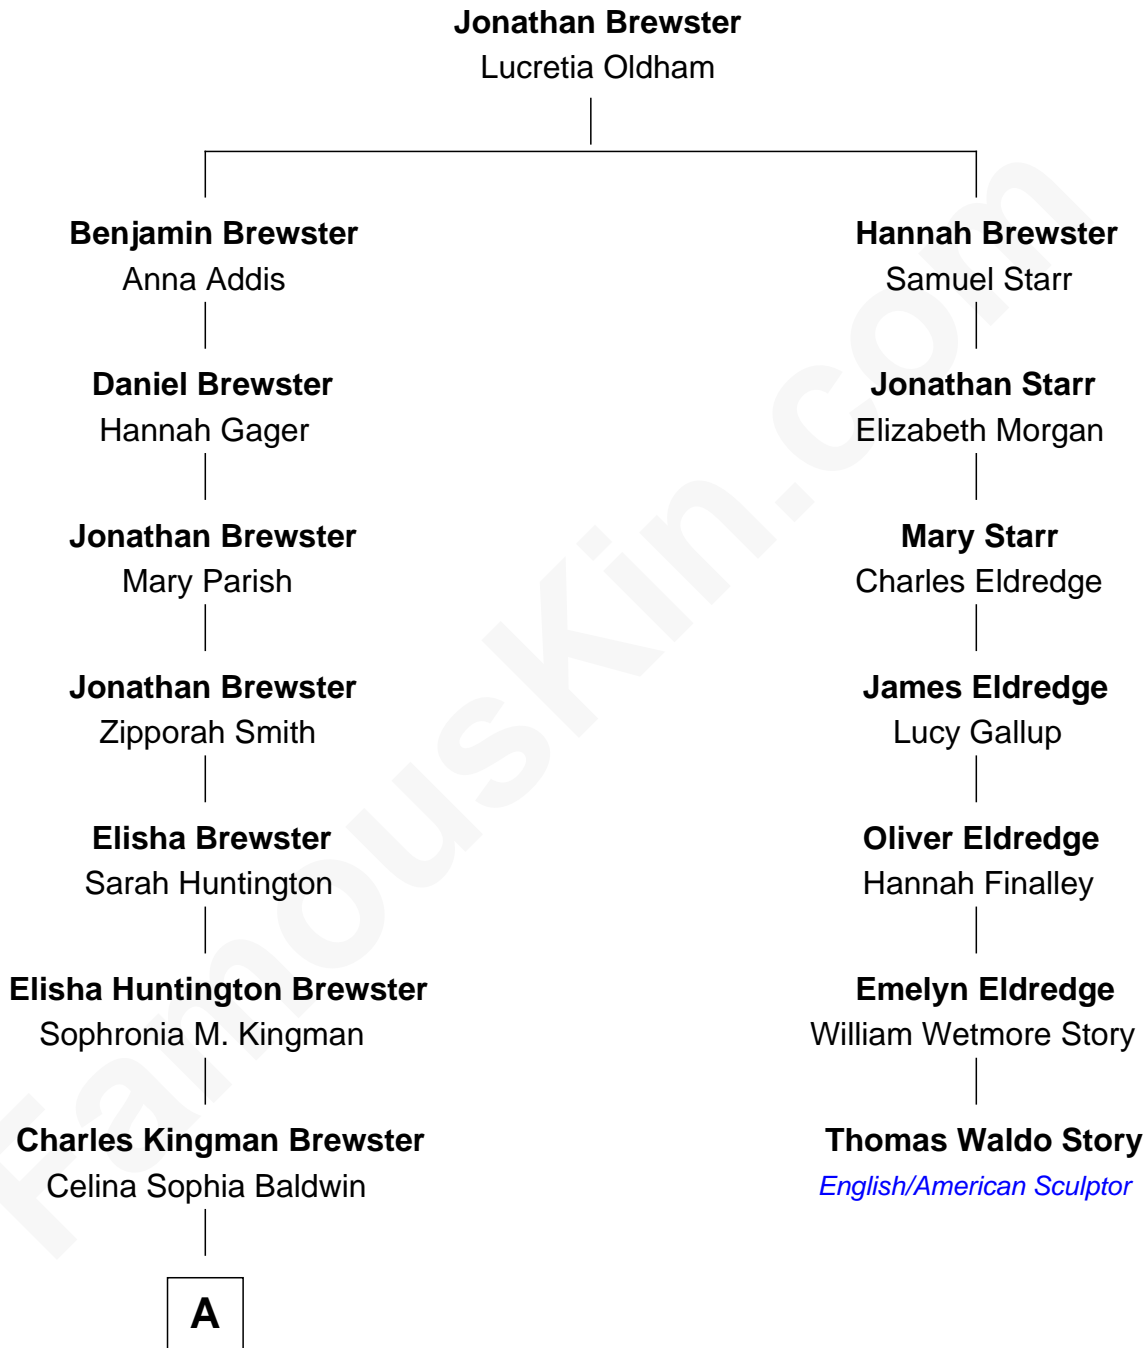 Jonathan Brewster
Lucretia Oldham
Benjamin Brewster
Anna Addis
Daniel Brewster
Hannah Gager
Jonathan Brewster
Mary Parish
Jonathan Brewster
Zipporah Smith
Elisha Brewster
Sarah Huntington
Elisha Huntington Brewster
Sophronia M. Kingman
Charles Kingman Brewster
Celina Sophia Baldwin
A
Hannah Brewster
Samuel Starr
Jonathan Starr
Elizabeth Morgan
Mary Starr
Charles Eldredge
James Eldredge
Lucy Gallup
Oliver Eldredge
Hannah Finalley
Emelyn Eldredge
William Wetmore Story
Thomas Waldo Story
English/American Sculptor
FamousKin.com